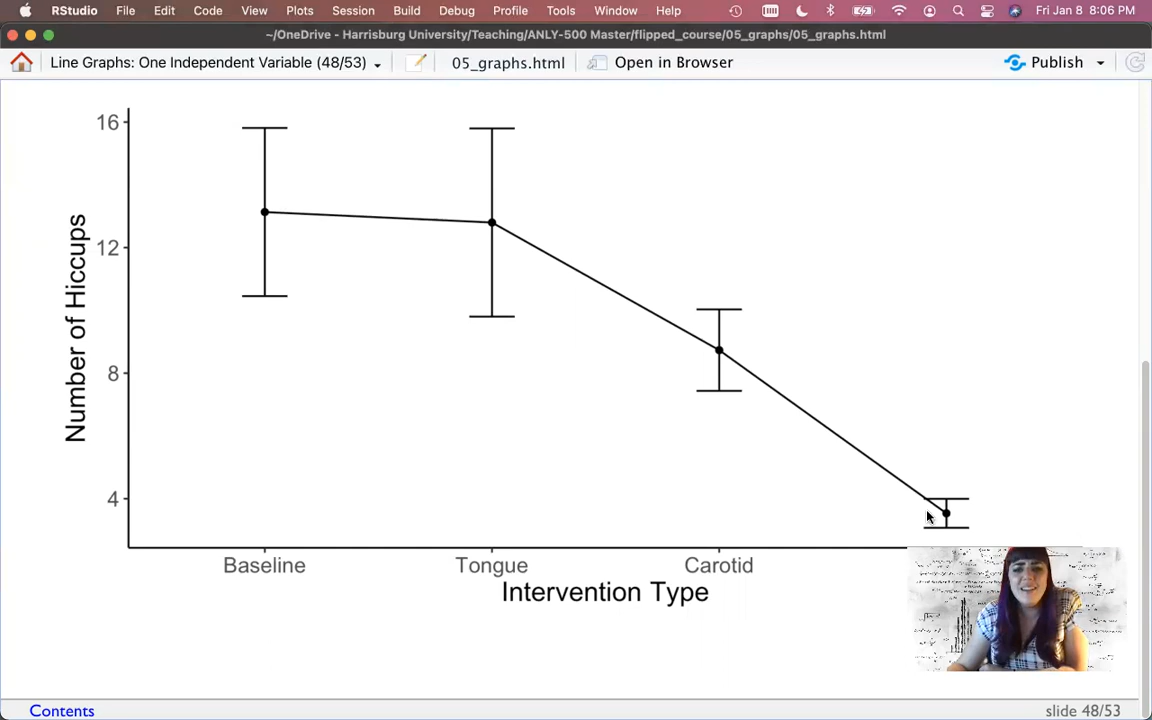 RStudio File Edit Code View Plots Session Build Debug Profile Tools Window Help Fri Jan 8 8:06 PM
~/OneDrive - Harrisburg University/Teaching/ANLY-500 Master/flipped_course/05_graphs/05_graphs.html
Line Graphs: One Independent Variable (48/53) 05_graphs.html Open in Browser Publish
16
12
8
4
Number of Hiccups
Baseline Tongue Carotid
Intervention Type
Contents slide 48/53